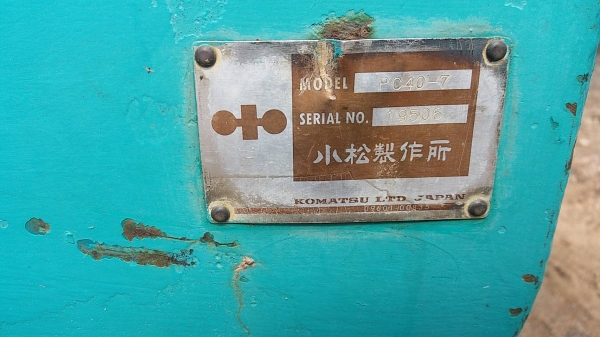 MODEL PC40-7
SERIAL NO. 19506
小松製作所
KOMATSU LTD. JAPAN